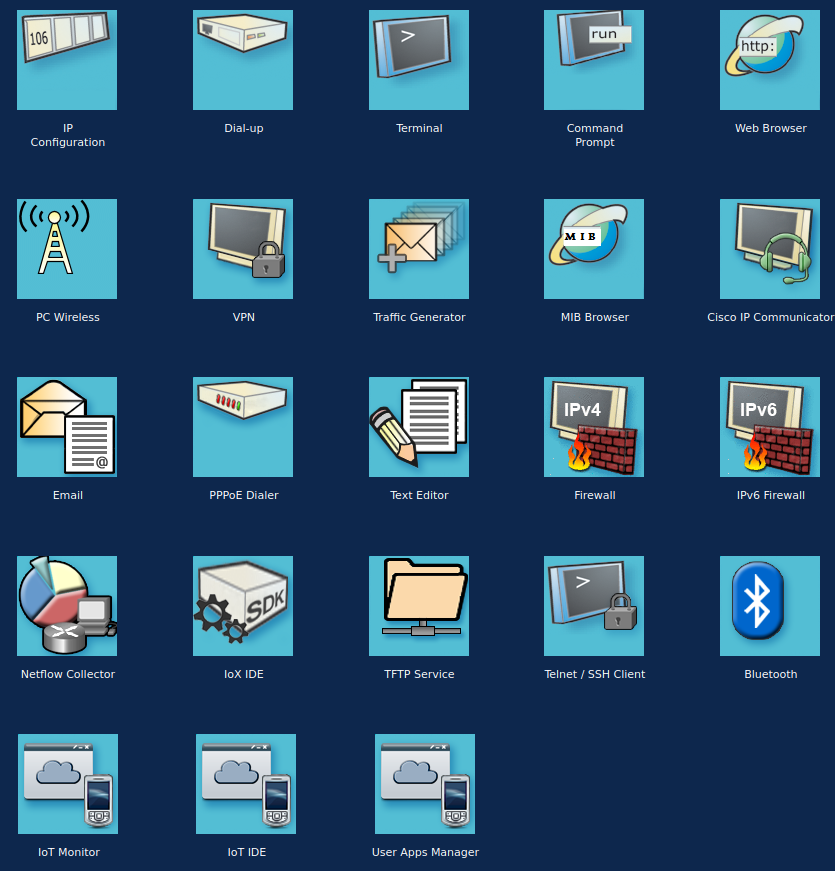 106
>
run
http:
IP
Configuration
Dial-up
Terminal
Command
Prompt
Web Browser
MIB
PC Wireless
VPN
Traffic Generator
MIB Browser
Cisco IP Communicator
@
IPv4
IPv6
Email
PPPoE Dialer
Text Editor
Firewall
IPv6 Firewall
SDK
>
Netflow Collector
IoX IDE
TFTP Service
Telnet / SSH Client
Bluetooth
IoT Monitor
IoT IDE
User Apps Manager